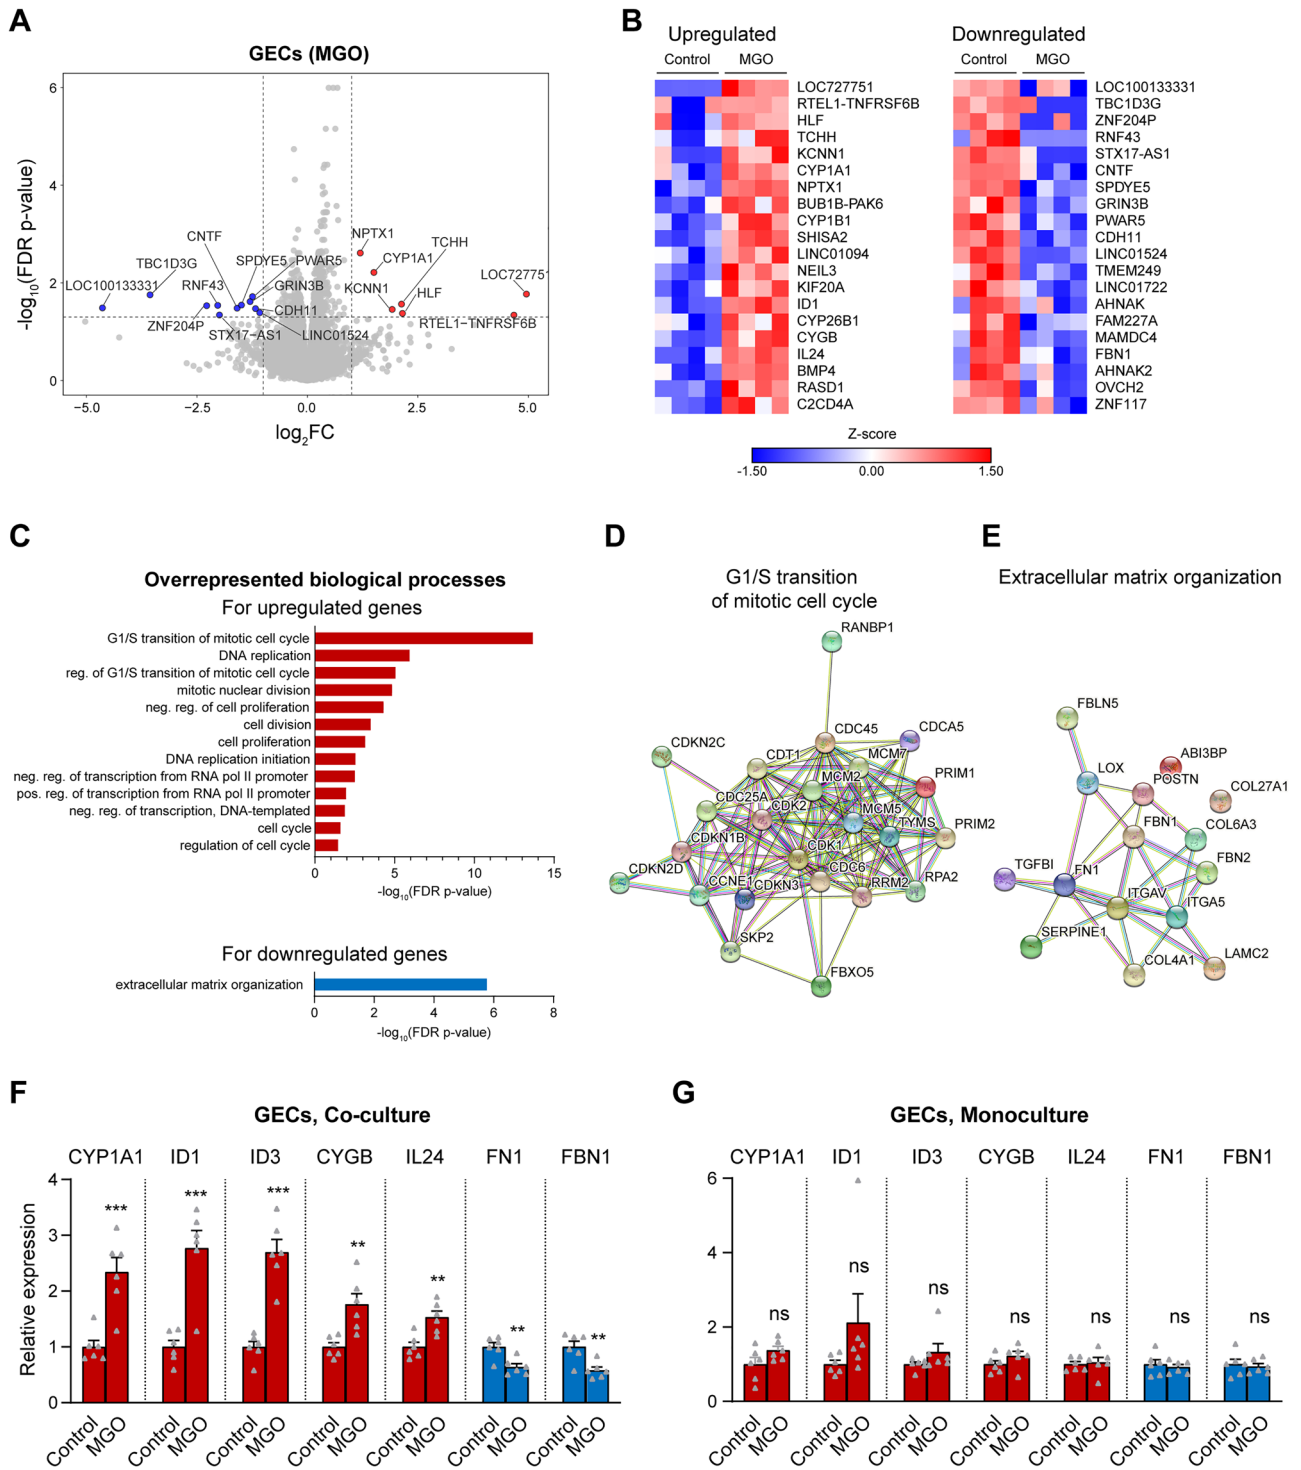 A
GECs (MGO)
-log10(FDR p-value)
6
4
2
0
−5.0
−2.5
0.0
2.5
5.0
log2FC
NPTX1
TCHH
CNTF
CYP1A1
SPDYE5
PWAR5
TBC1D3G
LOC72775
LOC100133331
RNF43
GRIN3B
KCNN1
HLF
CDH11
ZNF204P
STX17−AS1
LINC01524
RTEL1−TNFRSF6B
B
Upregulated
Control
MGO
LOC727751
RTEL1-TNFRSF6B
HLF
TCHH
KCNN1
CYP1A1
NPTX1
BUB1B-PAK6
CYP1B1
SHISA2
LINC01094
NEIL3
KIF20A
ID1
CYP26B1
CYGB
IL24
BMP4
RASD1
C2CD4A
Downregulated
Control
MGO
LOC100133331
TBC1D3G
ZNF204P
RNF43
STX17-AS1
CNTF
SPDYE5
GRIN3B
PWAR5
CDH11
LINC01524
TMEM249
LINC01722
AHNAK
FAM227A
MAMDC4
FBN1
AHNAK2
OVCH2
ZNF117
Z-score
-1.50
0.00
1.50
C
Overrepresented biological processes
For upregulated genes
G1/S transition of mitotic cell cycle
DNA replication
reg. of G1/S transition of mitotic cell cycle
mitotic nuclear division
neg. reg. of cell proliferation
cell division
cell proliferation
DNA replication initiation
neg. reg. of transcription from RNA pol II promoter
pos. reg. of transcription from RNA pol II promoter
neg. reg. of transcription, DNA-templated
cell cycle
regulation of cell cycle
0
5
10
15
-log10(FDR p-value)
For downregulated genes
extracellular matrix organization
0
2
4
6
8
-log10(FDR p-value)
D
G1/S transition
of mitotic cell cycle
RANBP1
CDC45
CDCA5
CDKN2C
CDT1
MCM7
MCM2
PRIM1
CDC25A
CDK2
MCM5
TYMS
PRIM2
CDKN1B
CDK1
CDKN2D
CCNE1
CDKN3
CDC6
RRM2
RPA2
SKP2
FBXO5
E
Extracellular matrix organization
FBLN5
ABI3BP
LOX
POSTN
COL27A1
FBN1
COL6A3
TGFBI
FN1
FBN2
ITGAV
ITGA5
SERPINE1
COL4A1
LAMC2
F
GECs, Co-culture
CYP1A1
ID1
ID3
CYGB
IL24
FN1
FBN1
Relative expression
4
3
2
1
0
***
***
***
**
**
**
**
Control
MGO
Control
MGO
Control
MGO
Control
MGO
Control
MGO
Control
MGO
Control
MGO
G
GECs, Monoculture
CYP1A1
ID1
ID3
CYGB
IL24
FN1
FBN1
6
4
2
0
ns
ns
ns
ns
ns
ns
ns
Control
MGO
Control
MGO
Control
MGO
Control
MGO
Control
MGO
Control
MGO
Control
MGO